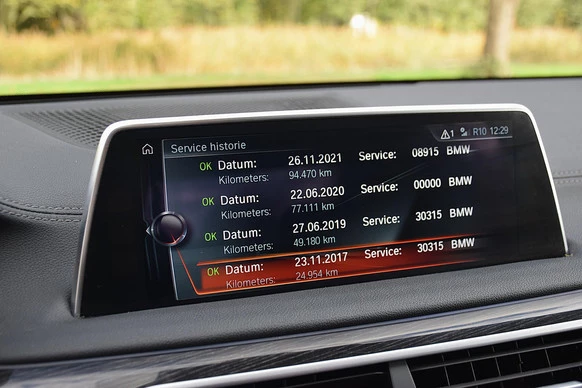 1 R10 12:29
Service historie
OK Datum: 26.11.2021 Service: 08915 BMW
Kilometers: 94.470 km
OK Datum: 22.06.2020 Service: 00000 BMW
Kilometers: 77.111 km
OK Datum: 27.06.2019 Service: 30315 BMW
Kilometers: 49.180 km
OK Datum: 23.11.2017 Service: 30315 BMW
Kilometers: 24.954 km